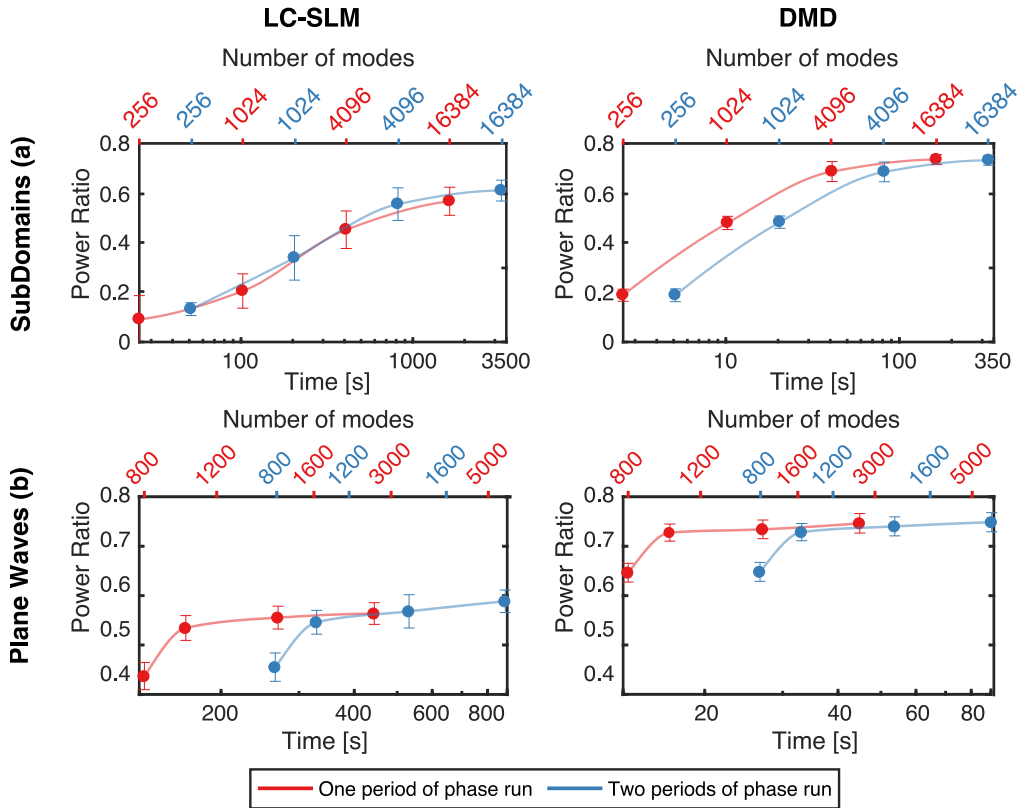 LC-SLM
DMD
Number of modes
Number of modes
256 256 1024 1024 4096 4096 16384 16384
256 256 1024 1024 4096 4096 16384 16384
SubDomains (a)
Power Ratio
0.8
0.6
0.4
0.2
0
100 1000 3500
Time [s]
Power Ratio
0.8
0.6
0.4
0.2
0
10 100 350
Time [s]
Number of modes
Number of modes
800 1200 800 1600 1200 3000 1600 5000
800 1200 800 1600 1200 3000 1600 5000
Plane Waves (b)
Power Ratio
0.8
0.7
0.6
0.5
0.4
200 400 600 800
Time [s]
Power Ratio
0.8
0.7
0.6
0.5
0.4
20 40 60 80
Time [s]
One period of phase run Two periods of phase run